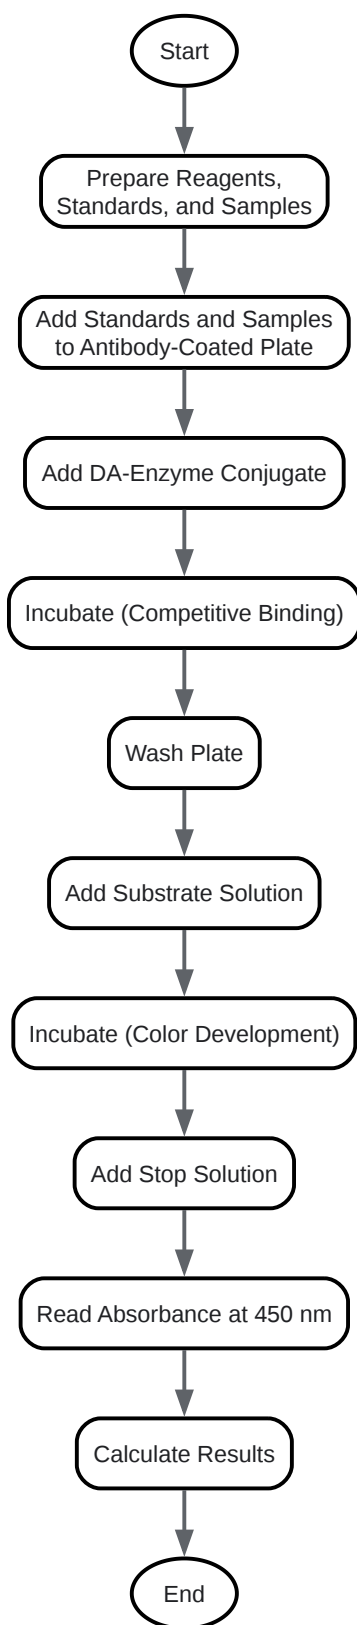 Start
Prepare Reagents,
Standards, and Samples
Add Standards and Samples
to Antibody-Coated Plate
Add DA-Enzyme Conjugate
Incubate (Competitive Binding)
Wash Plate
Add Substrate Solution
Incubate (Color Development)
Add Stop Solution
Read Absorbance at 450 nm
Calculate Results
End